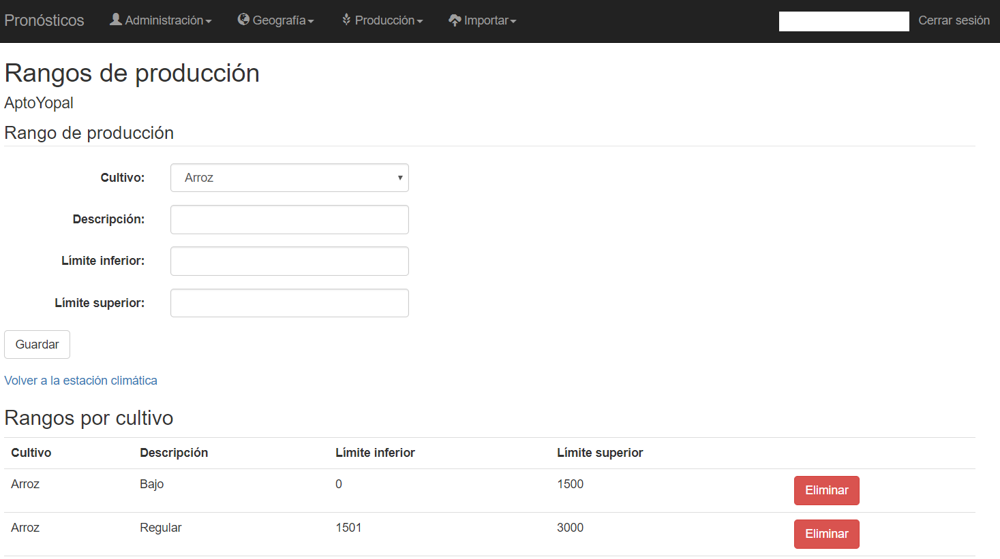 Pronósticos Administración Geografía Producción Importar Cerrar sesión
Rangos de producción
AptoYopal
Rango de producción
Cultivo: Arroz
Descripción:
Límite inferior:
Límite superior:
Guardar
Volver a la estación climática
Rangos por cultivo
Cultivo Descripción Límite inferior Límite superior
Arroz Bajo 0 1500 Eliminar
Arroz Regular 1501 3000 Eliminar